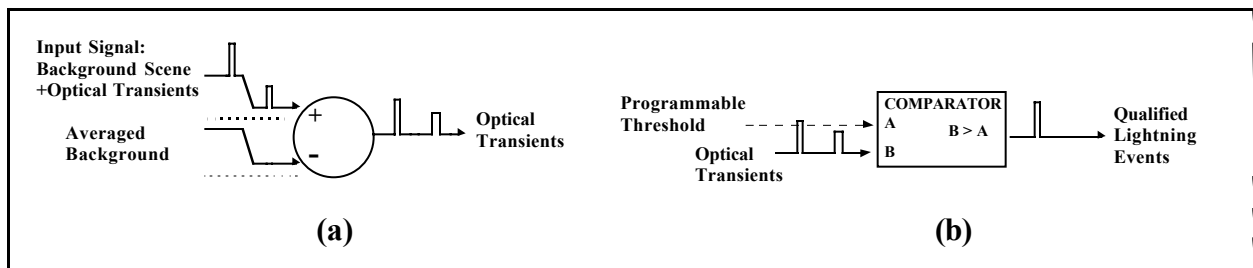 Input Signal:
Background Scene
+Optical Transients
Averaged
Background
+
-
Optical
Transients
(a)
Programmable
Threshold
Optical
Transients
COMPARATOR
A
B > A
B
Qualified
Lightning
Events
(b)